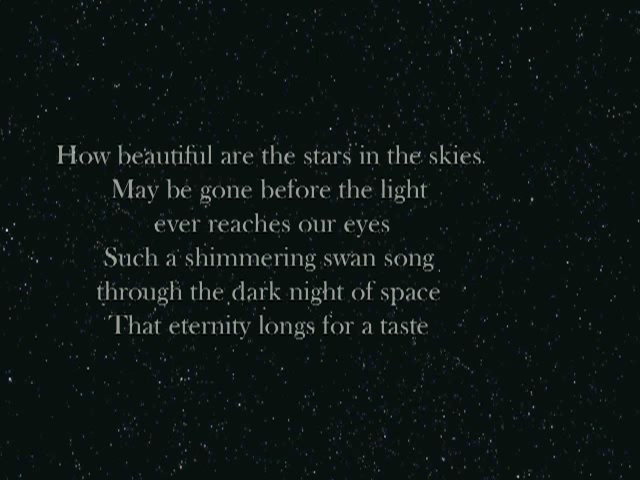 How beautiful are the stars in the skies
May be gone before the light
ever reaches our eyes
Such a shimmering swan song
through the dark night of space
That eternity longs for a taste